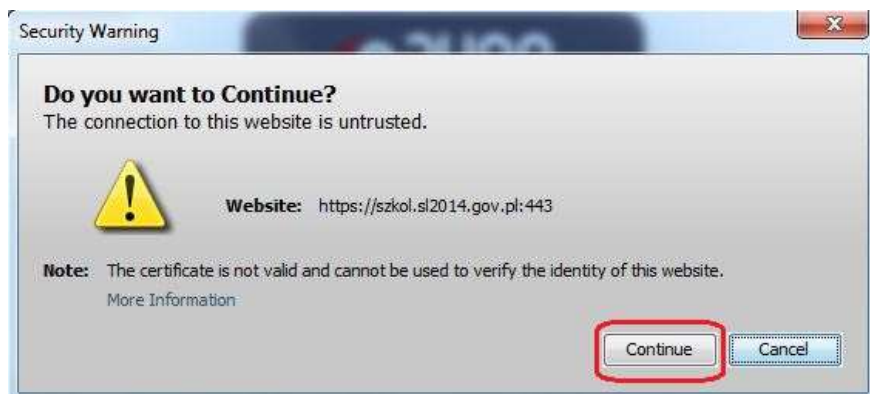 Security Warning
Do you want to Continue?
The connection to this website is untrusted.
Website: https://szkol.sl2014.gov.pl:443
Note: The certificate is not valid and cannot be used to verify the identity of this website.
More Information
Continue Cancel